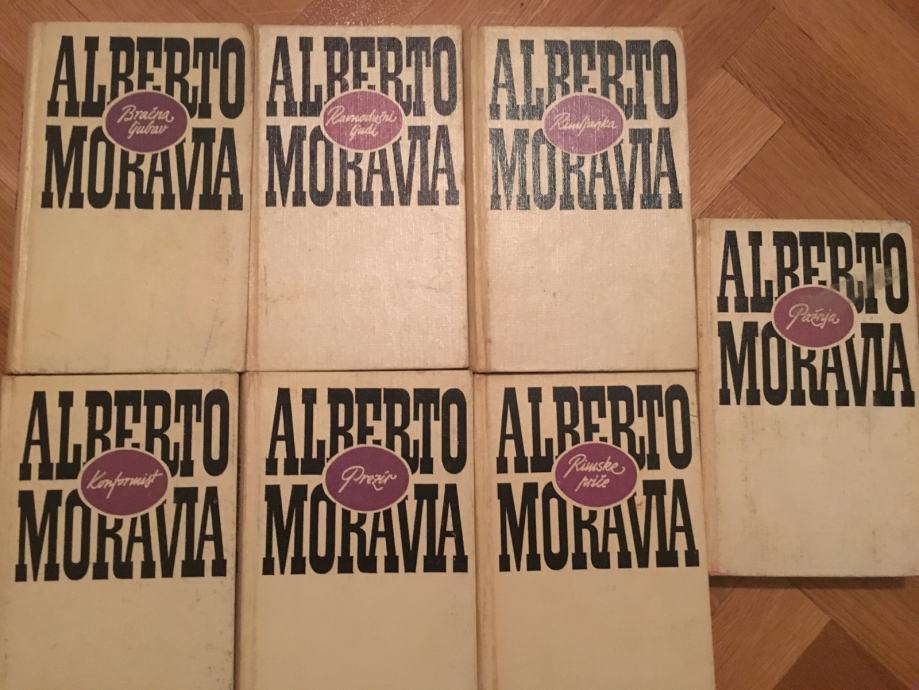 ALBERTO
Bračna
ljubav
MORAVIA
ALBERTO
Ravnodušni
ljudi
MORAVIA
ALBERTO
Rimljanka
MORAVIA
ALBERTO
Pažnja
MORAVIA
ALBERTO
Konformist
MORAVIA
ALBERTO
Prezir
MORAVIA
ALBERTO
Rimske
priče
MORAVIA